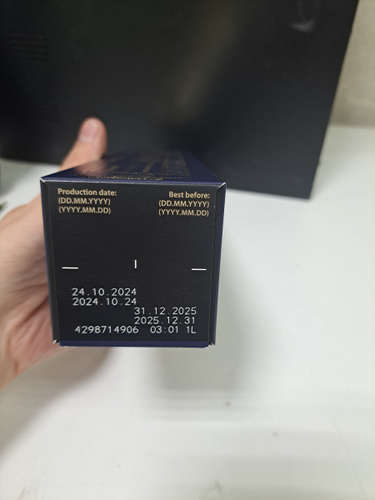 Production date:
(DD.MM.YYYY)
(YYYY.MM.DD)
Best before:
(DD.MM.YYYY)
(YYYY.MM.DD)
24.10.2024
2024.10.24
31.12.2025
2025.12.31
4298714906 03:01 1L